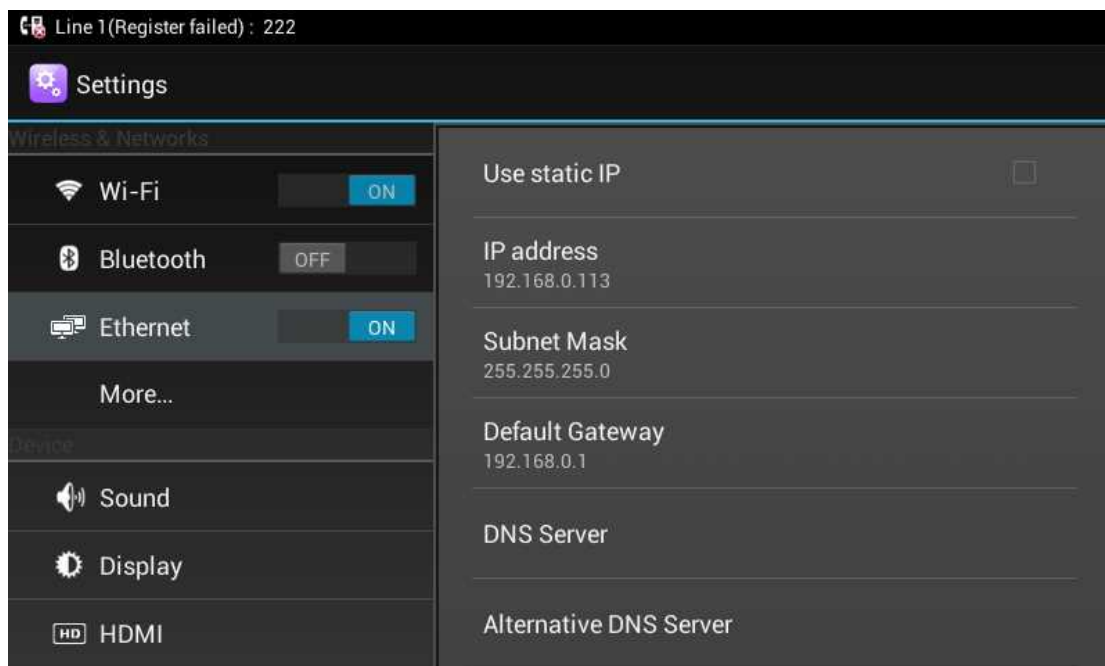 Line 1(Register failed) : 222
Settings
Wireless & Networks
Wi-Fi ON
Bluetooth OFF
Ethernet ON
More...
Device
Sound
Display
HD HDMI
Use static IP
IP address
192.168.0.113
Subnet Mask
255.255.255.0
Default Gateway
192.168.0.1
DNS Server
Alternative DNS Server